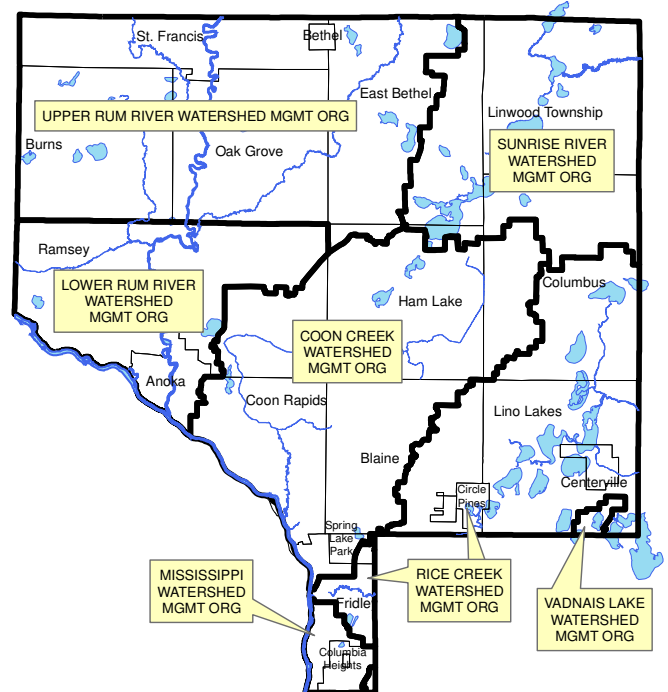 St. Francis
Bethel
East Bethel
Linwood Township
UPPER RUM RIVER WATERSHED MGMT ORG
Burns
Oak Grove
SUNRISE RIVER
WATERSHED
MGMT ORG
Ramsey
LOWER RUM RIVER
WATERSHED
MGMT ORG
Columbus
Ham Lake
COON CREEK
WATERSHED
MGMT ORG
Anoka
Coon Rapids
Lino Lakes
Blaine
Centerville
Circle
Pines
Spring
Lake
Park
MISSISSIPPI
WATERSHED
MGMT ORG
RICE CREEK
WATERSHED
MGMT ORG
VADNAIS LAKE
WATERSHED
MGMT ORG
Fridle
Columbia
Heights